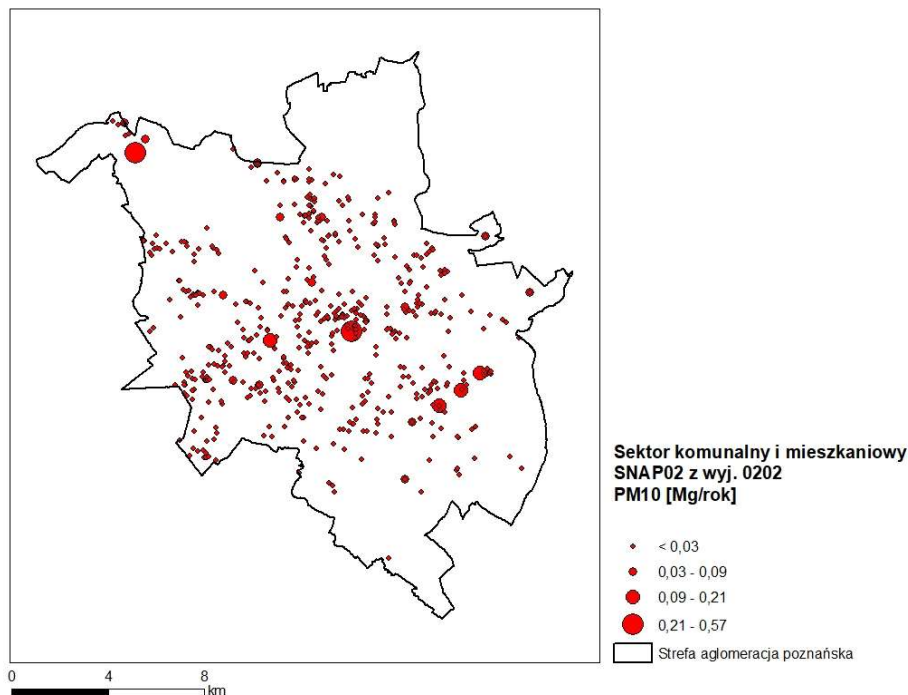 Sektor komunalny i mieszkaniowy
SNAP02 z wyj. 0202
PM10 [Mg/rok]
< 0,03
0,03 - 0,09
0,09 - 0,21
0,21 - 0,57
Strefa aglomeracja poznańska
0 4 8
km